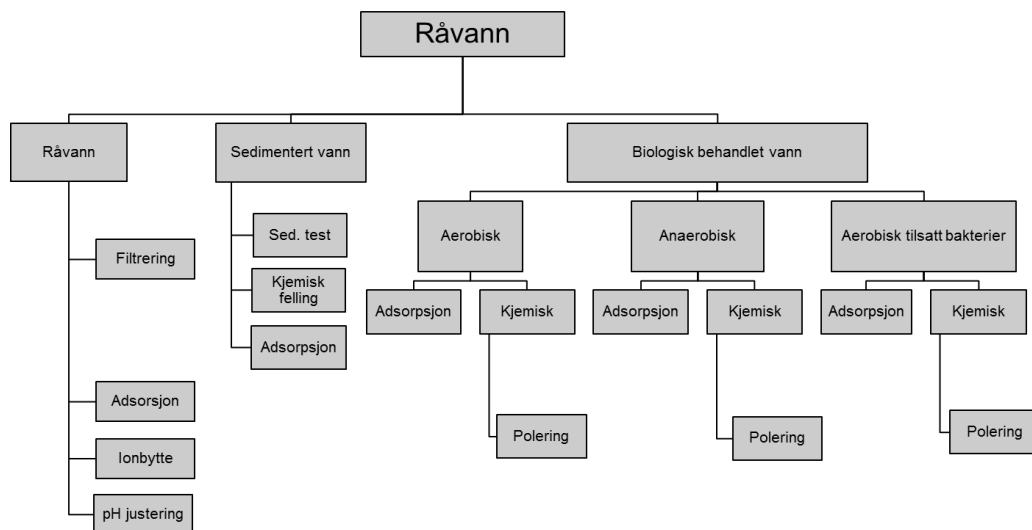 Råvann
Råvann
Sedimentert vann
Biologisk behandlet vann
Filtrering
Adsorsjon
Ionbytte
pH justering
Sed. test
Kjemisk
felling
Adsorpsjon
Aerobisk
Anaerobisk
Aerobisk tilsatt bakterier
Adsorpsjon
Kjemisk
Adsorpsjon
Kjemisk
Adsorpsjon
Kjemisk
Polering
Polering
Polering